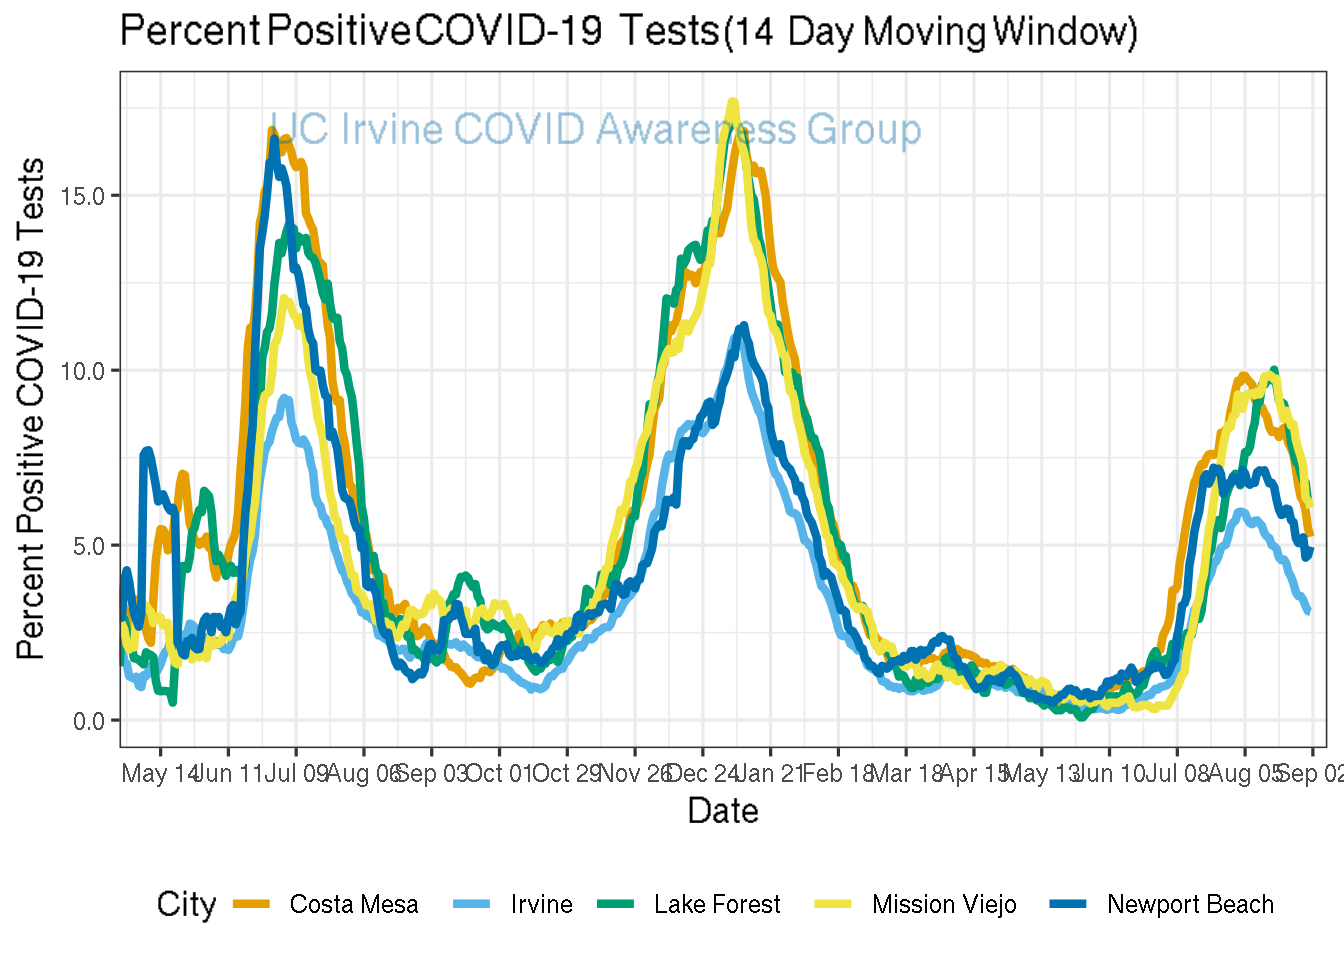 Percent Positive COVID-19 Tests(14 Day Moving Window)
UC Irvine COVID Awareness Group
Percent Positive COVID-19 Tests
15.0
10.0
5.0
0.0
May 14 Jun 11 Jul 09 Aug 06 Sep 03 Oct 01 Oct 29 Nov 26 Dec 24 Jan 21 Feb 18 Mar 18 Apr 15 May 13 Jun 10 Jul 08 Aug 05 Sep 02
Date
City Costa Mesa Irvine Lake Forest Mission Viejo Newport Beach